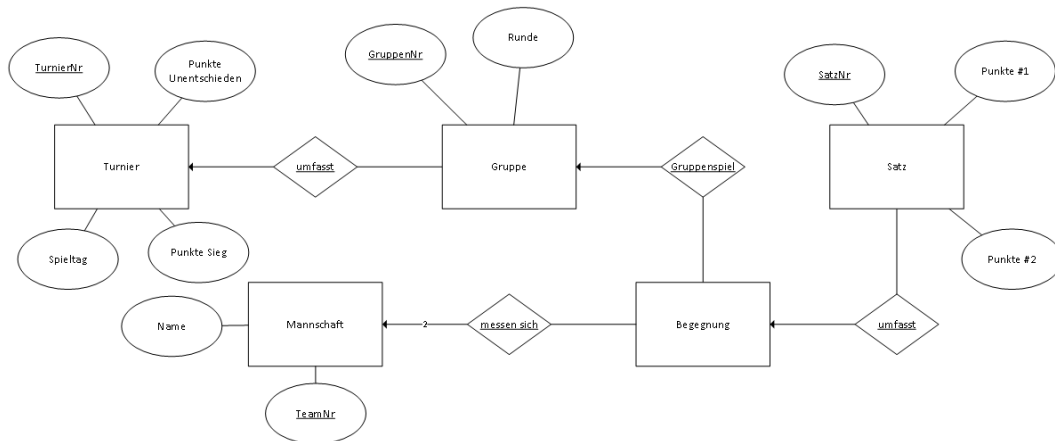 Runde
GruppenNr
TurnierNr
Punkte
Unentschieden
SatzNr
Punkte #1
Turnier
umfasst
Gruppe
Gruppenspiel
Satz
Spieltag
Punkte Sieg
Punkte #2
Name
Mannschaft
2
messen sich
Begegnung
umfasst
TeamNr